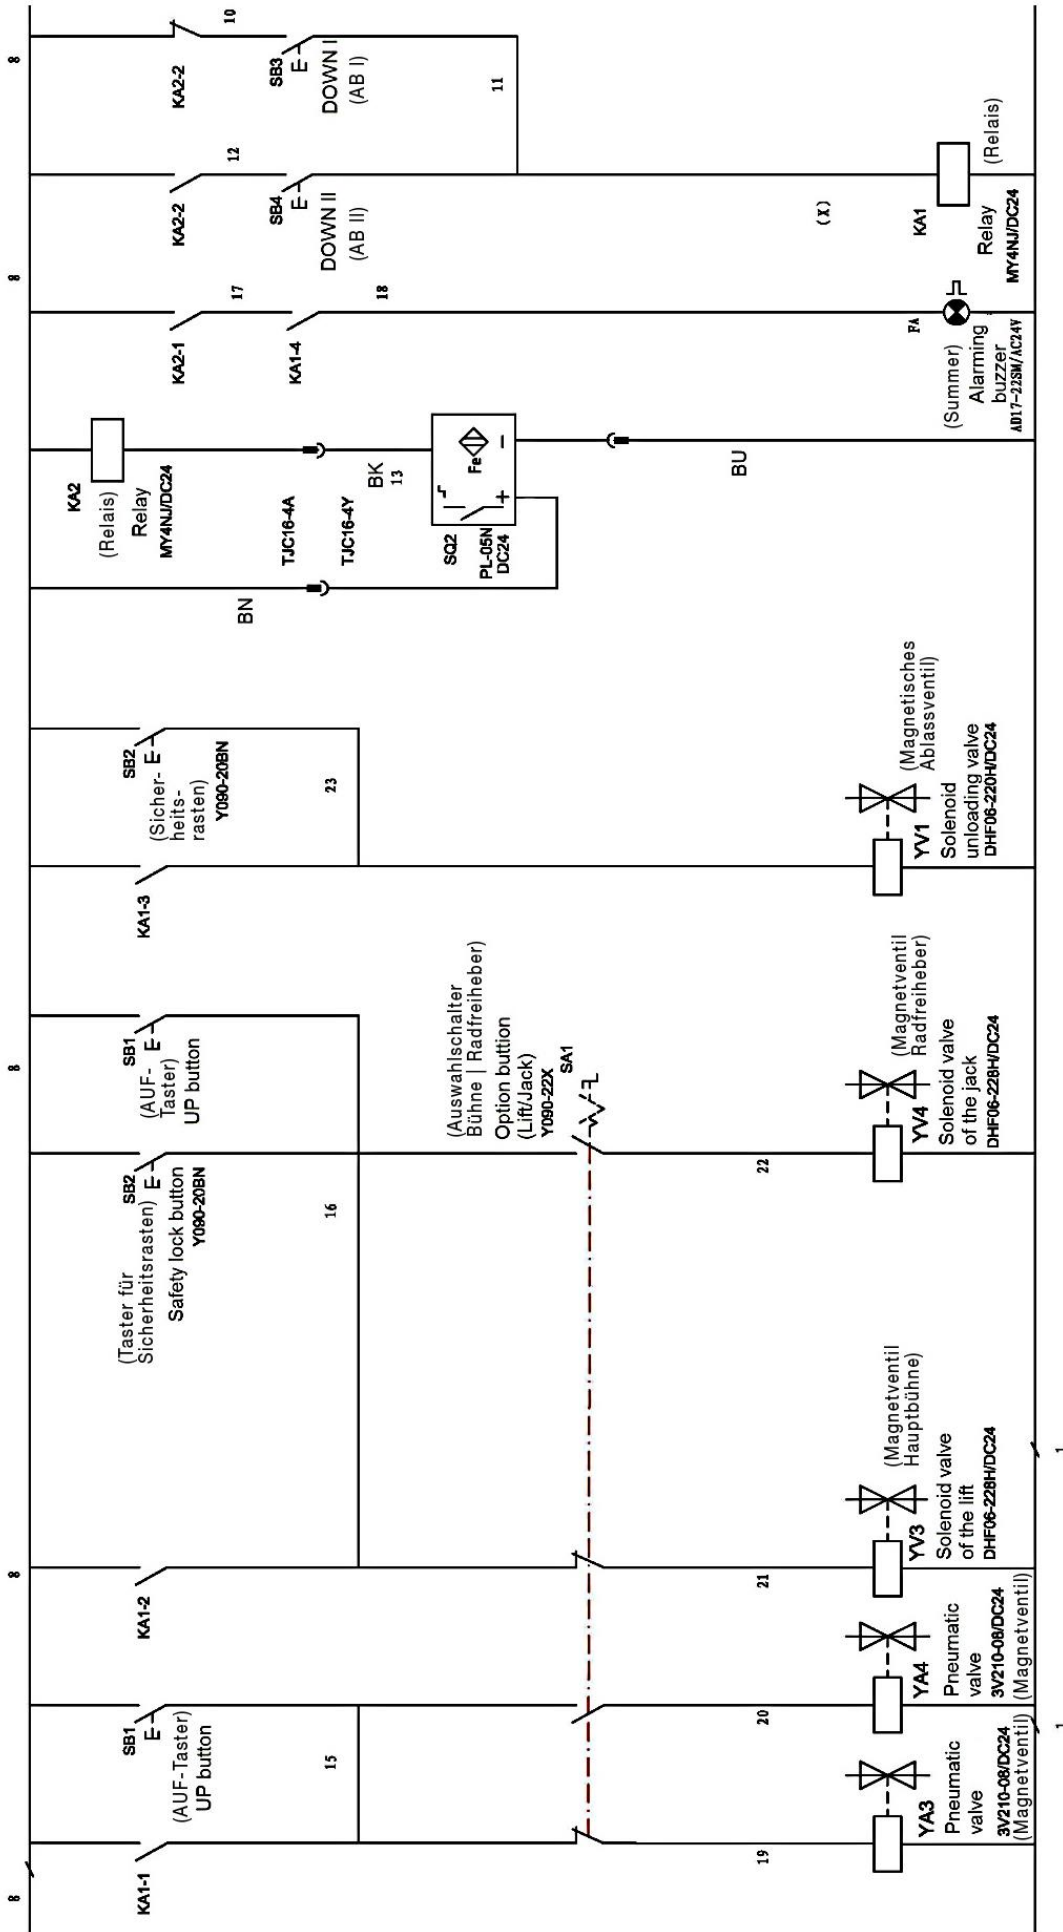 8
KA1-1
SB1
(AUF-Taster)
UP button
15
19
20
YA3
Pneumatic
valve
3V210-08/DC24
(Magnetventil)
YA4
Pneumatic
valve
3V210-08/DC24
(Magnetventil)
1
8
KA1-2
(Taster für
Sicherheitsrasten)
SB2
Safety lock button
Y090-20BN
SB1
(AUF-
Taster)
UP button
16
8
(Auswahlschalter
Bühne | Radfreiheber)
Option buttion
(Lift/Jack)
Y090-22X
SA1
21
22
YV3
(Magnetventil
Hauptbühne)
Solenoid valve
of the lift
DHF06-228H/DC24
1
YV4
(Magnetventil
Radfreiheber)
Solenoid valve
of the jack
DHF06-228H/DC24
KA1-3
SB2
(Sicher-
heits-
rasten)
Y090-20BN
23
YV1
(Magnetisches
Ablassventil)
Solenoid
unloading valve
DHF06-220H/DC24
BN
KA2
(Relais)
Relay
MY4NJ/DC24
TJC16-4A
TJC16-4Y
BK
13
SQ2
PL-05N
DC24
Fe
+
−
BU
8
KA2-1
17
KA1-4
18
FA
(Summer)
Alarming
buzzer
AD17-22SM/AC24V
KA2-2
12
SB4
DOWN II
(AB II)
8
KA2-2
10
SB3
DOWN I
(AB I)
11
(X)
KA1
(Relais)
Relay
MY4NJ/DC24